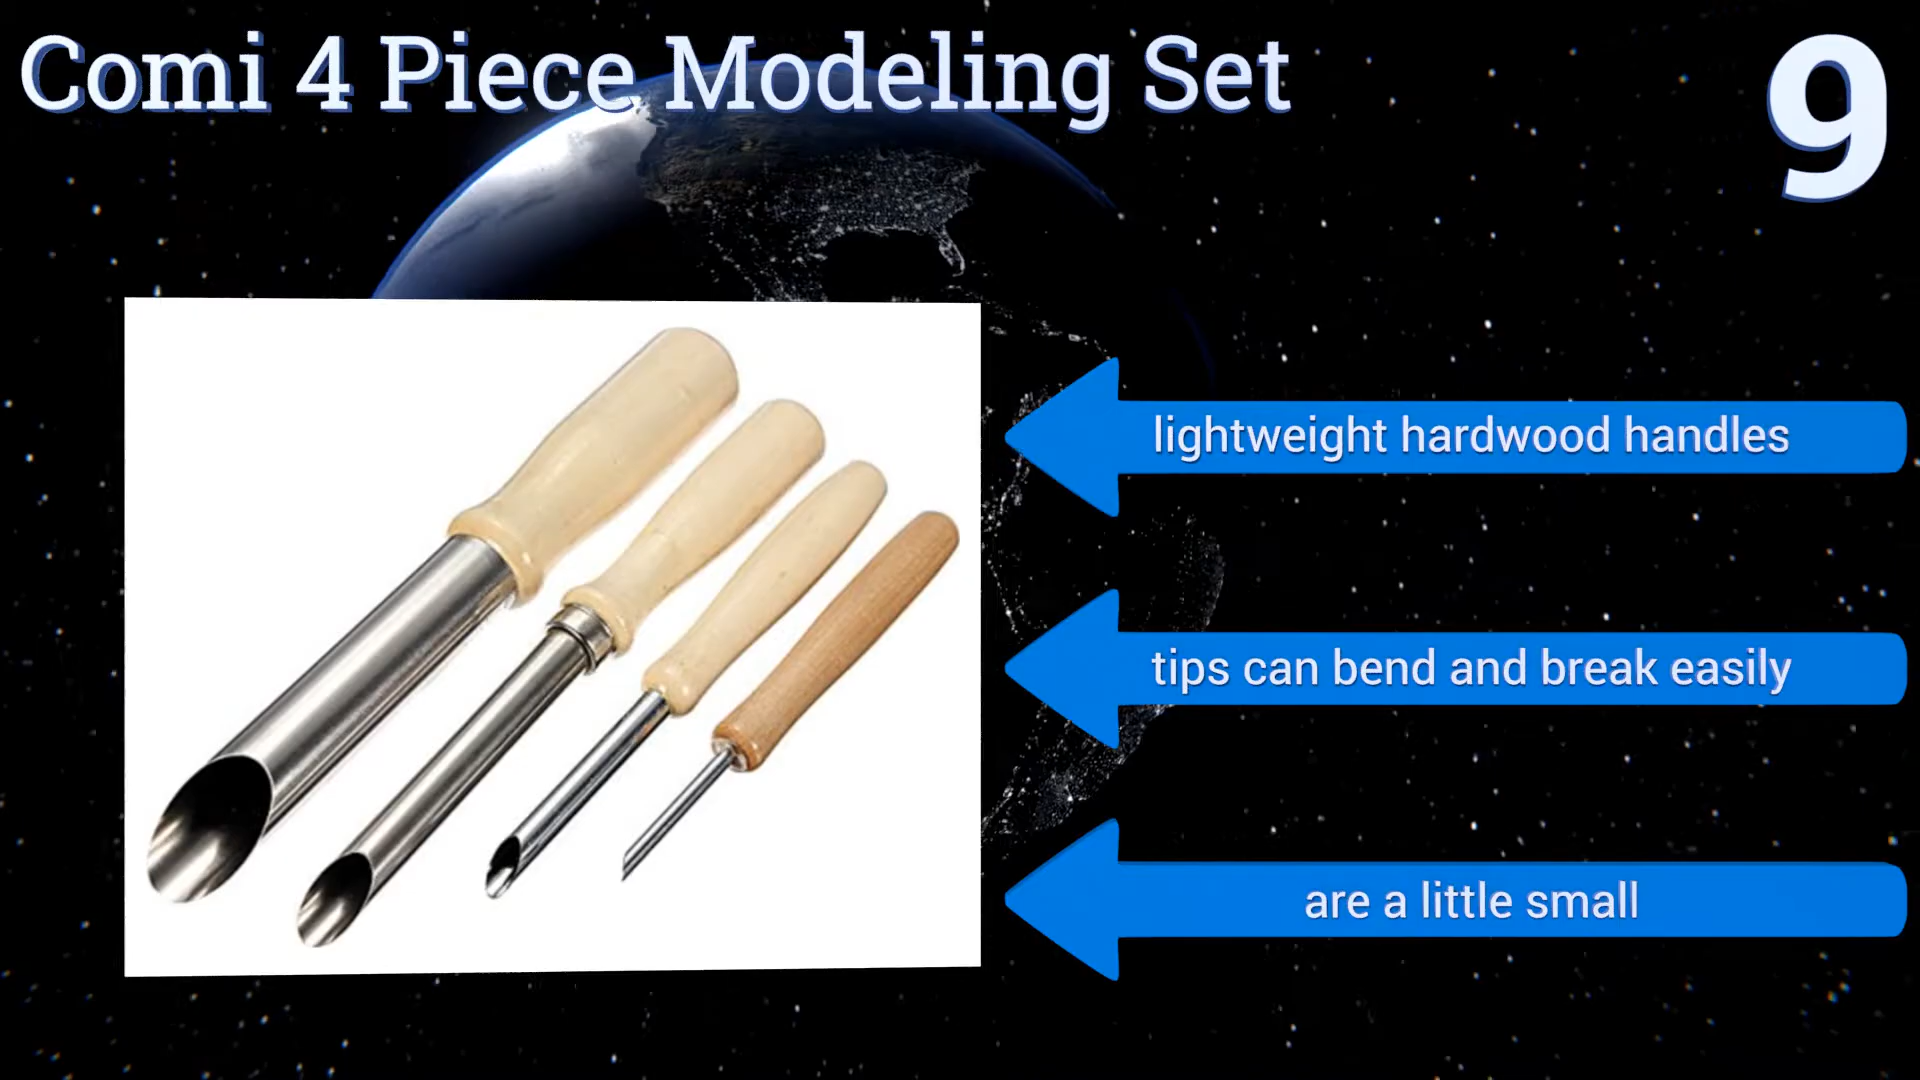 Comi 4 Piece Modeling Set
9
lightweight hardwood handles
tips can bend and break easily
are a little small